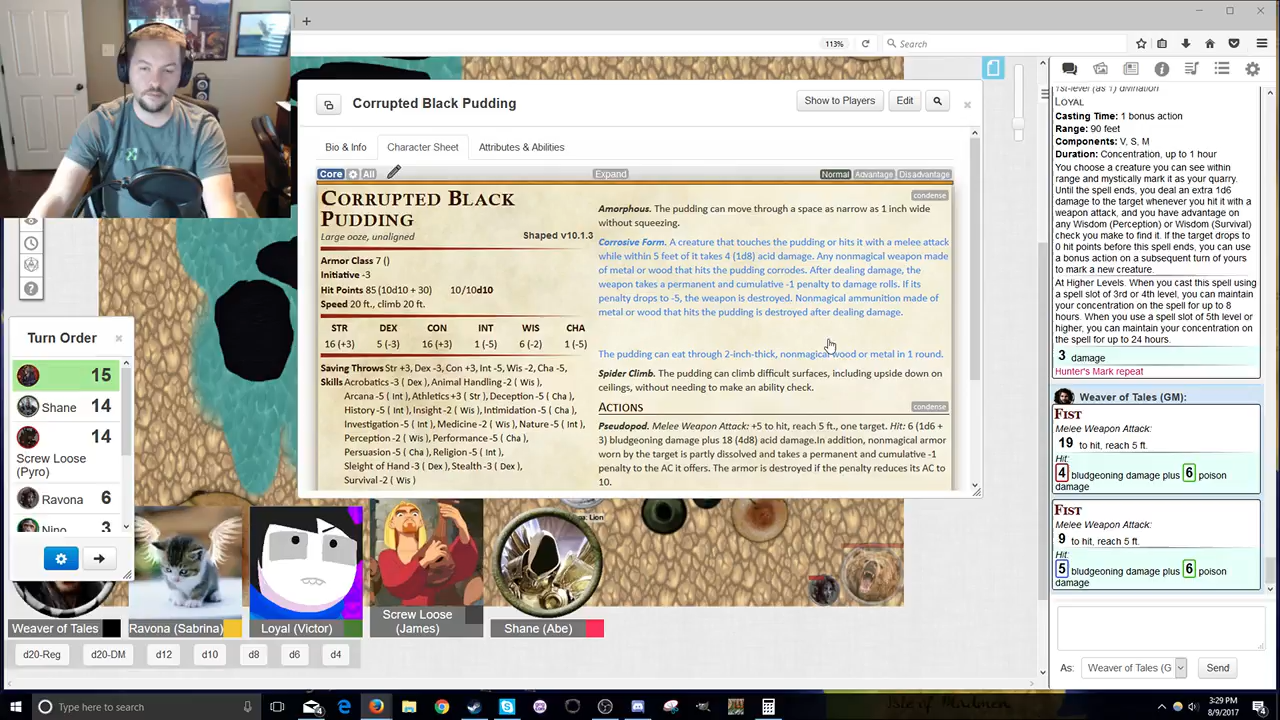 113%
Search
Corrupted Black Pudding
Show to Players
Edit
Bio & Info
Character Sheet
Attributes & Abilities
Core
All
Expand
Normal
Advantage
Disadvantage
CORRUPTED BLACK
PUDDING
Large ooze, unaligned
Shaped v10.1.3
Armor Class 7 ()
Initiative -3
Hit Points 85 (10d10 + 30) 10/10d10
Speed 20 ft., climb 20 ft.
STR DEX CON INT WIS CHA
16 (+3) 5 (-3) 16 (+3) 1 (-5) 6 (-2) 1 (-5)
Saving Throws Str +3, Dex -3, Con +3, Int -5, Wis -2, Cha -5,
Skills Acrobatics -3 ( Dex ), Animal Handling -2 ( Wis ),
Arcana -5 ( Int ), Athletics +3 ( Str ), Deception -5 ( Cha ),
History -5 ( Int ), Insight -2 ( Wis ), Intimidation -5 ( Cha ),
Investigation -5 ( Int ), Medicine -2 ( Wis ), Nature -5 ( Int ),
Perception -2 ( Wis ), Performance -5 ( Cha ),
Persuasion -5 ( Cha ), Religion -5 ( Int ),
Sleight of Hand -3 ( Dex ), Stealth -3 ( Dex ),
Survival -2 ( Wis )
condense
Amorphous. The pudding can move through a space as narrow as 1 inch wide
without squeezing.
Corrosive Form. A creature that touches the pudding or hits it with a melee attack
while within 5 feet of it takes 4 (1d8) acid damage. Any nonmagical weapon made
of metal or wood that hits the pudding corrodes. After dealing damage, the
weapon takes a permanent and cumulative -1 penalty to damage rolls. If its
penalty drops to -5, the weapon is destroyed. Nonmagical ammunition made of
metal or wood that hits the pudding is destroyed after dealing damage.
The pudding can eat through 2-inch-thick, nonmagical wood or metal in 1 round.
Spider Climb. The pudding can climb difficult surfaces, including upside down on
ceilings, without needing to make an ability check.
ACTIONS
condense
Pseudopod. Melee Weapon Attack: +5 to hit, reach 5 ft., one target. Hit: 6 (1d6 +
3) bludgeoning damage plus 18 (4d8) acid damage.In addition, nonmagical armor
worn by the target is partly dissolved and takes a permanent and cumulative -1
penalty to the AC it offers. The armor is destroyed if the penalty reduces its AC to
10.
Turn Order
15
Shane 14
14
Screw Loose
(Pyro)
Ravona 6
Nino 3
Lion
Weaver of Tales
Ravona (Sabrina)
Loyal (Victor)
Screw Loose
(James)
Shane (Abe)
d20-Reg
d20-DM
d12
d10
d8
d6
d4
1st-level (as 1) divination
LOYAL
Casting Time: 1 bonus action
Range: 90 feet
Components: V, S, M
Duration: Concentration, up to 1 hour
You choose a creature you can see within
range and mystically mark it as your quarry.
Until the spell ends, you deal an extra 1d6
damage to the target whenever you hit it with a
weapon attack, and you have advantage on
any Wisdom (Perception) or Wisdom (Survival)
check you make to find it. If the target drops to
0 hit points before this spell ends, you can use
a bonus action on a subsequent turn of yours
to mark a new creature.
At Higher Levels. When you cast this spell using
a spell slot of 3rd or 4th level, you can maintain
your concentration on the spell for up to 8
hours. When you use a spell slot of 5th level or
higher, you can maintain your concentration on
the spell for up to 24 hours.
3 damage
Hunter's Mark repeat
Weaver of Tales (GM):
FIST
Melee Weapon Attack:
19 to hit, reach 5 ft.
Hit:
4 bludgeoning damage plus 6 poison
damage
FIST
Melee Weapon Attack:
9 to hit, reach 5 ft.
Hit:
5 bludgeoning damage plus 6 poison
damage
As:
Weaver of Tales (G
Send
Type here to search
Isle of Madmen
3:29 PM
8/9/2017